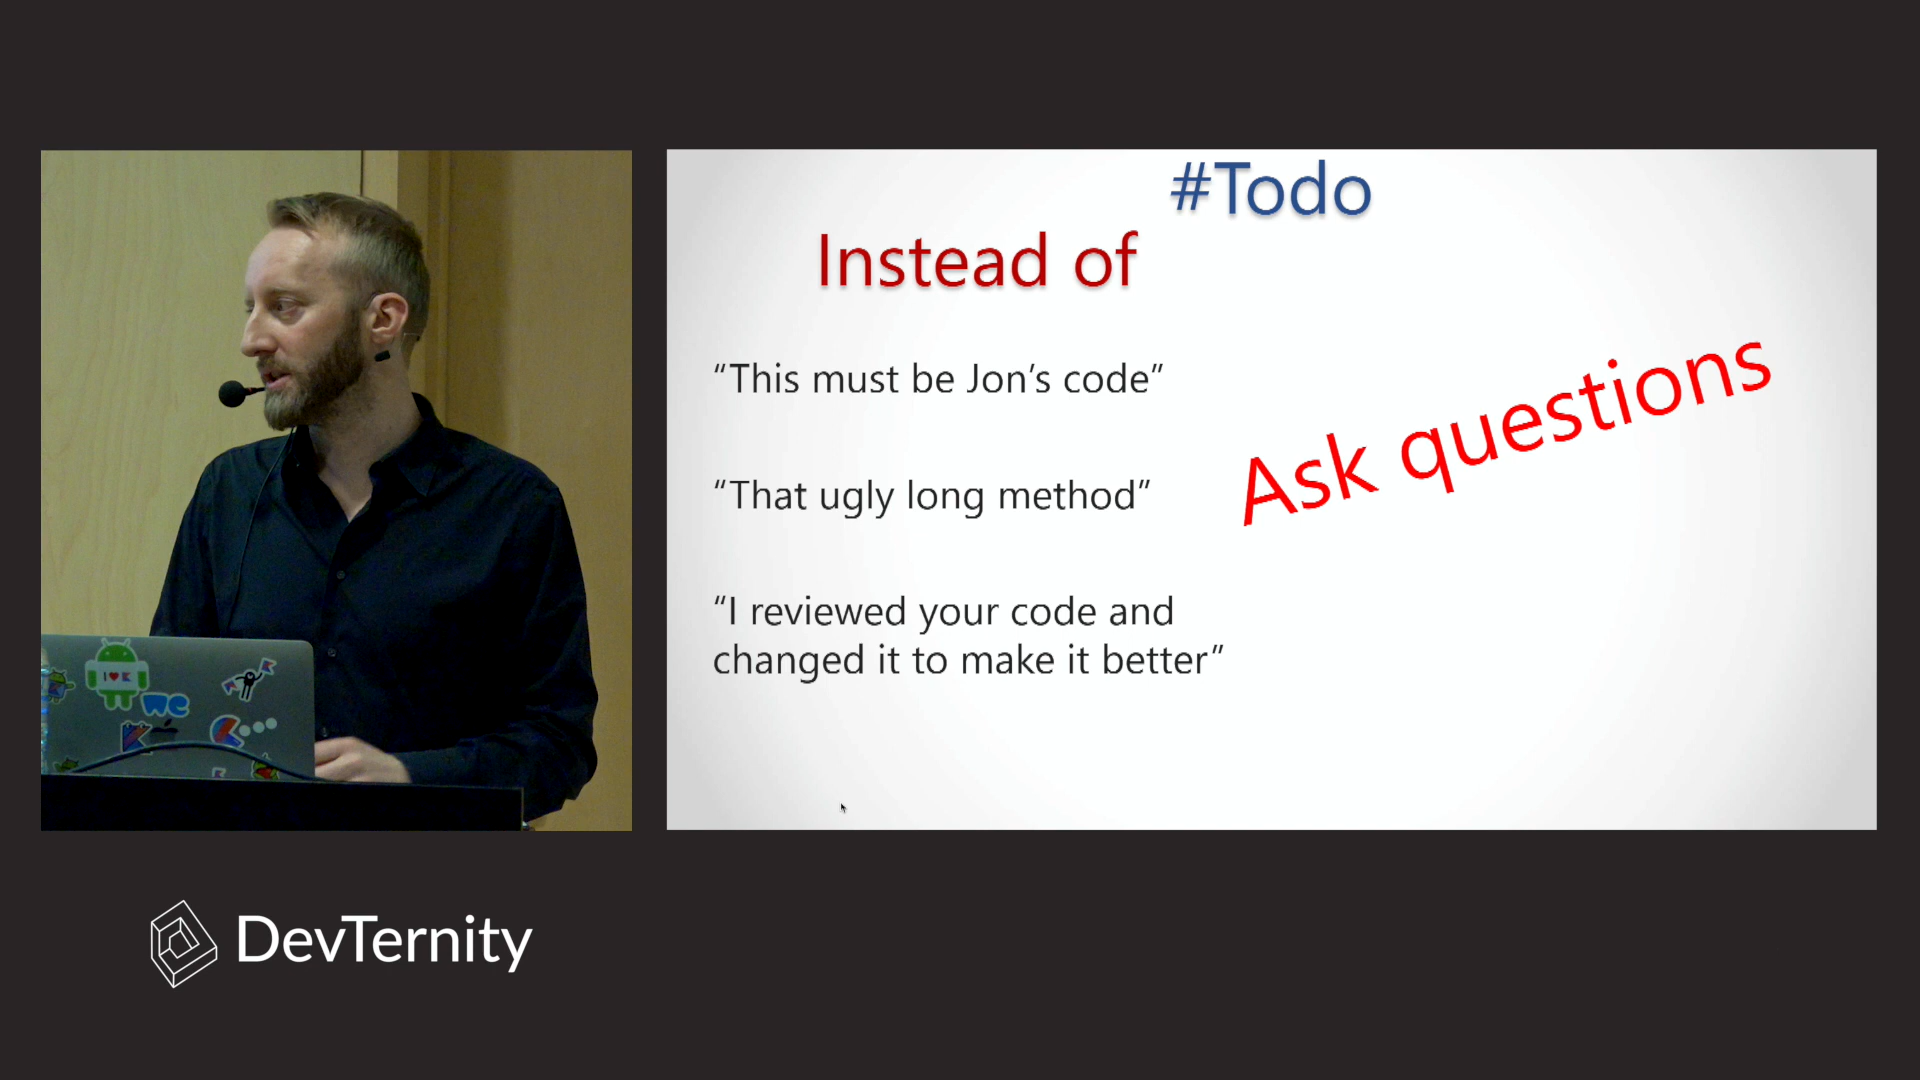 #Todo
Instead of
“This must be Jon’s code”
“That ugly long method”
“I reviewed your code and
changed it to make it better”
Ask questions
I ♥
we
DevTernity